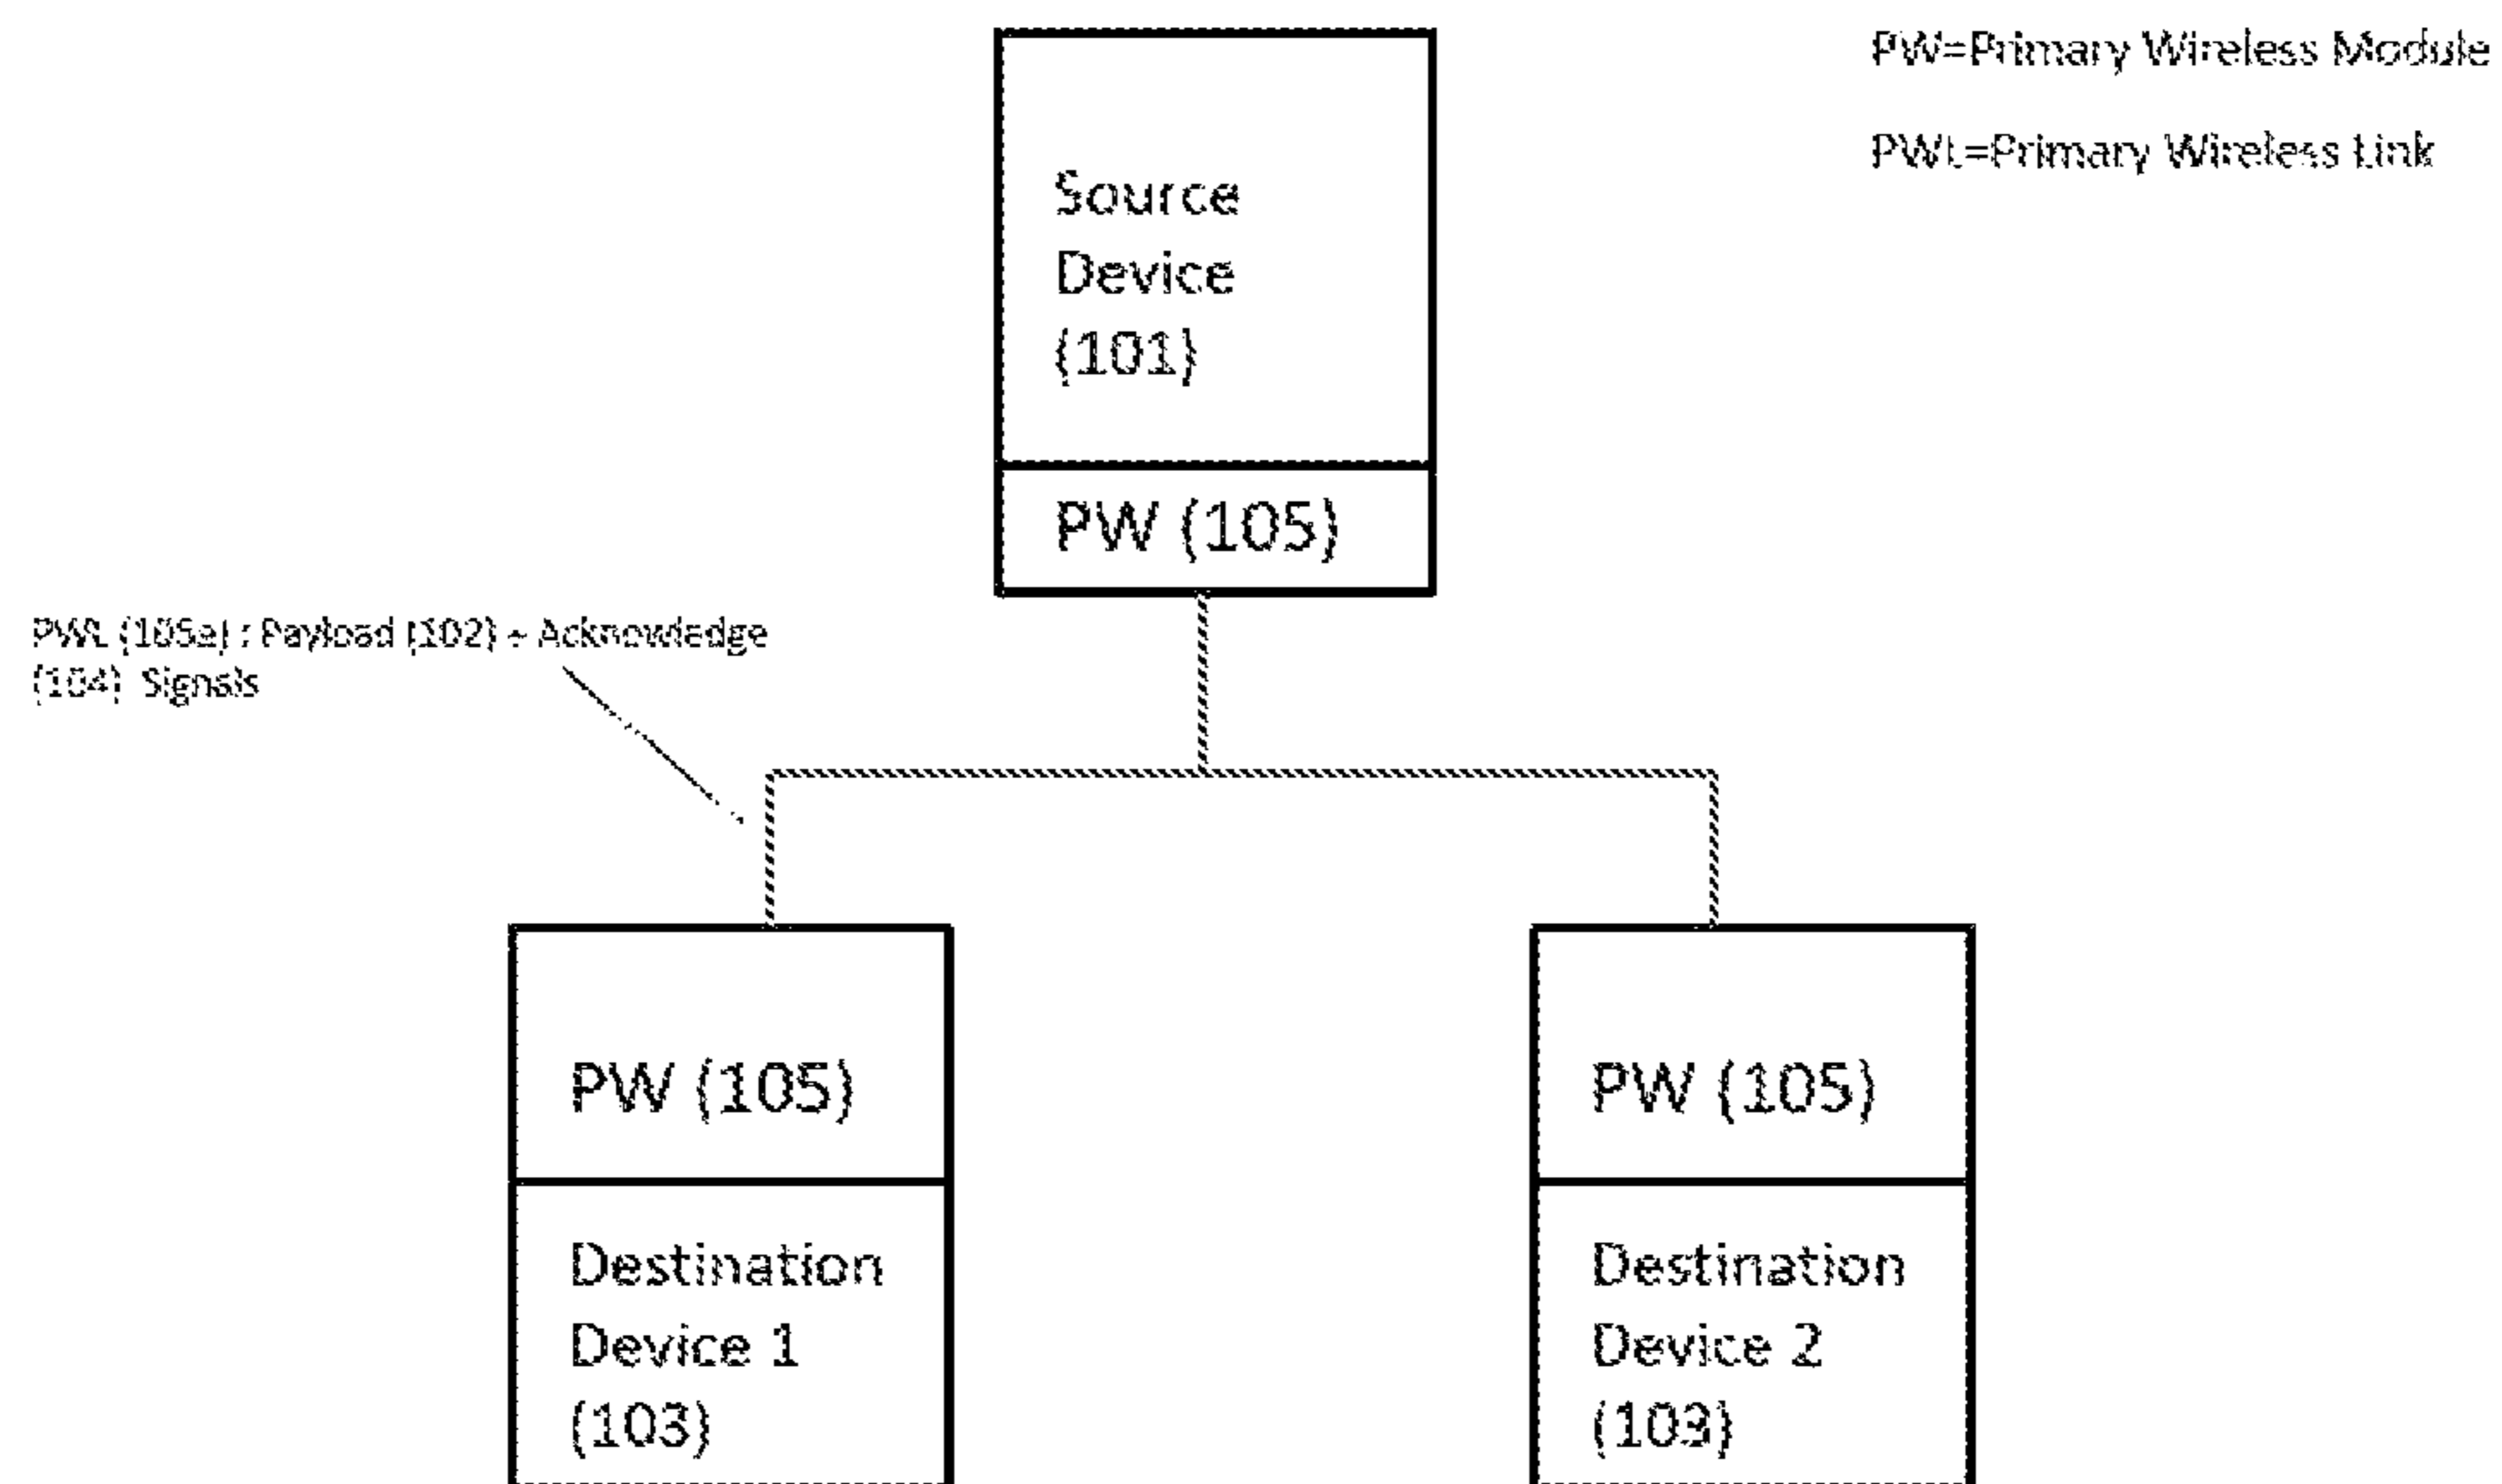 PW=Primary Wireless Module
PWL=Primary Wireless Link
Source
Device
(101)
PW (105)
PWL (105a) : Payload (102) + Acknowledge
(104) Signals
PW (105)
Destination
Device 1
(103)
PW (105)
Destination
Device 2
(103)